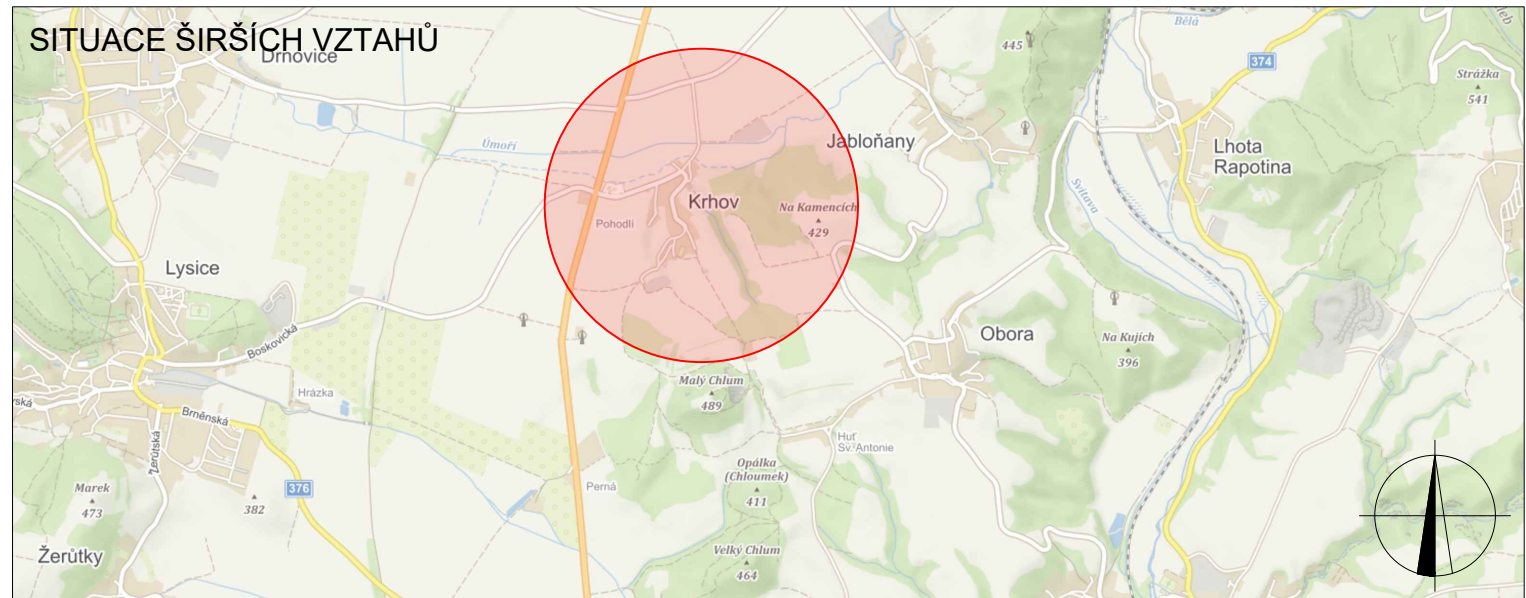 SITUACE ŠIRŠÍCH VZTAHŮ
Drnovice
Bělá
445
374
Strážka
541
Úmoří
Jabloňany
Lhota
Rapotina
Svitava
Krhov
Na Kamencích
429
Pohodlí
Lysice
Boskovická
Obora
Na Kujích
396
Malý Chlum
489
Hrázka
Brněnská
Žerůtská
Huť
Sv. Antonie
Opálka
(Chloumek)
411
Perná
376
Marek
473
382
Velký Chlum
464
Žerůtky